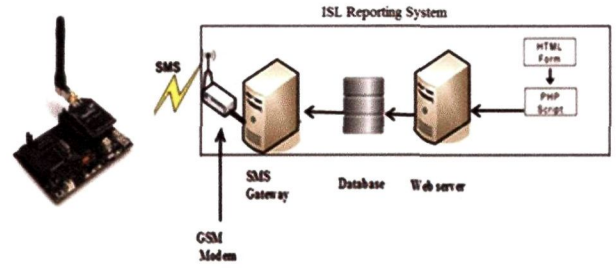 ISL Reporting System
SMS
HTML
Form
PHP
Script
SMS
Gateway
Database
Web server
GSM
Modem